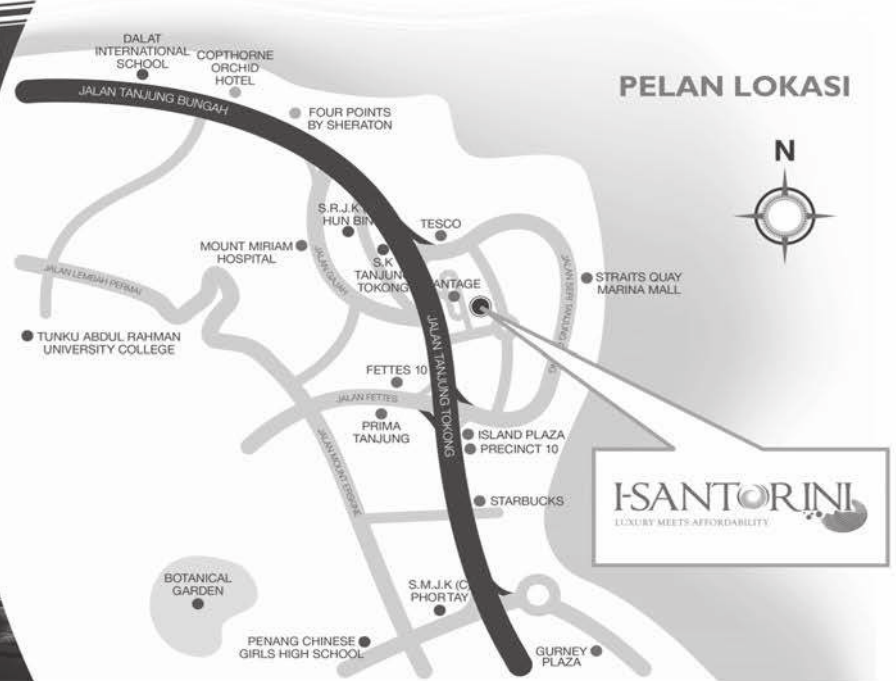 PELAN LOKASI
N
DALAT
INTERNATIONAL
SCHOOL
COPTHORNE
ORCHID
HOTEL
JALAN TANJUNG BUNGAH
FOUR POINTS
BY SHERATON
S.R.J.K
HUN BIN
TESCO
MOUNT MIRIAM
HOSPITAL
S.K
TANJUNG
TOKONG
JALAN GAJAH
ANTAGE
JALAN SERI TANJUNG
STRAITS QUAY
MARINA MALL
JALAN LEMBAH PERMAI
TUNKU ABDUL RAHMAN
UNIVERSITY COLLEGE
JALAN TANJUNG TOKONG
FETTES 10
JALAN FETTES
PRIMA
TANJUNG
ISLAND PLAZA
PRECINCT 10
JALAN MOUNT ERSKINE
STARBUCKS
I-SANTORINI
LUXURY MEETS AFFORDABILITY
BOTANICAL
GARDEN
S.M.J.K (C)
PHOR TAY
PENANG CHINESE
GIRLS HIGH SCHOOL
GURNEY
PLAZA